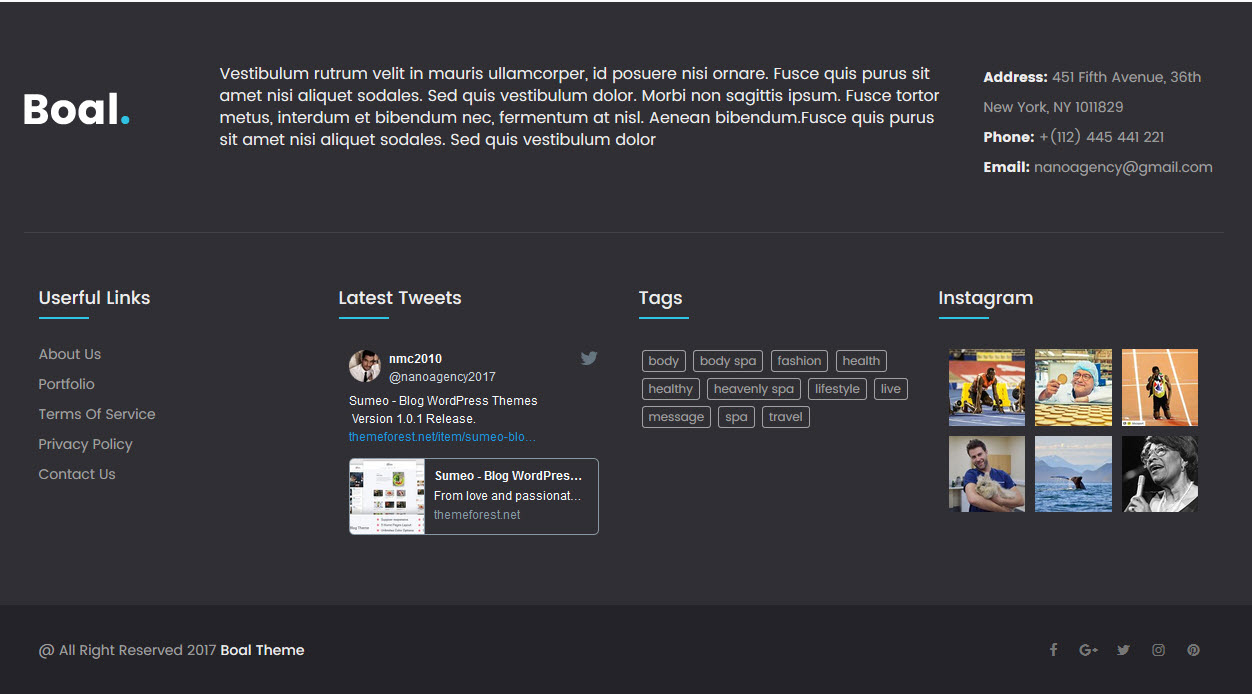 Boal.
Vestibulum rutrum velit in mauris ullamcorper, id posuere nisi ornare. Fusce quis purus sit
amet nisi aliquet sodales. Sed quis vestibulum dolor. Morbi non sagittis ipsum. Fusce tortor
metus, interdum et bibendum nec, fermentum at nisl. Aenean bibendum.Fusce quis purus
sit amet nisi aliquet sodales. Sed quis vestibulum dolor
Address: 451 Fifth Avenue, 36th
New York, NY 1011829
Phone: +(112) 445 441 221
Email: nanoagency@gmail.com
Userful Links
About Us
Portfolio
Terms Of Service
Privacy Policy
Contact Us
Latest Tweets
nmc2010
@nanoagency2017
Sumeo - Blog WordPress Themes
Version 1.0.1 Release.
themeforest.net/item/sumeo-blo...
Sumeo - Blog WordPres...
From love and passionat...
themeforest.net
Tags
body body spa fashion health
healthy heavenly spa lifestyle live
message spa travel
Instagram
@ All Right Reserved 2017 Boal Theme